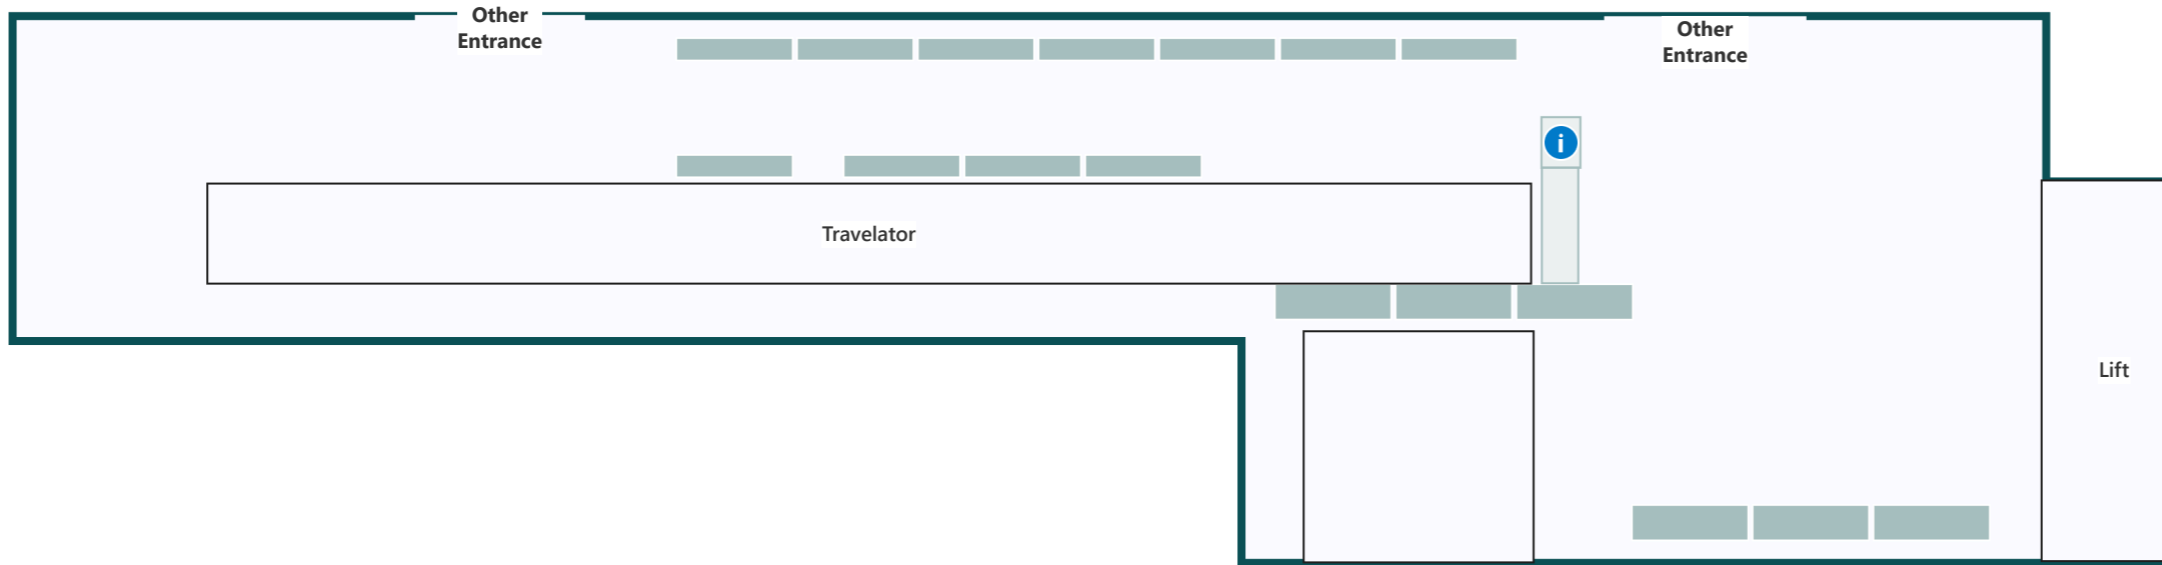 Other
Entrance
Other
Entrance
i
Travelator
Lift